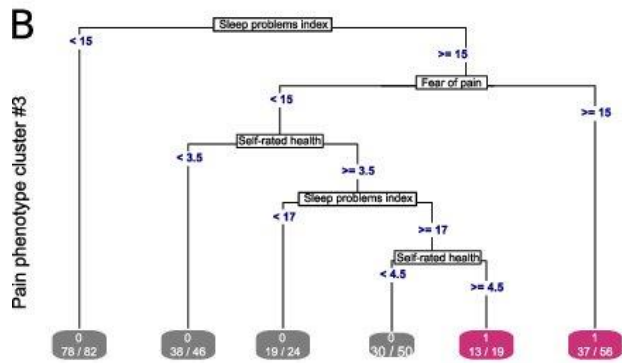 B
Pain phenotype cluster #3
Sleep problems index
< 15
>= 15
Fear of pain
< 15
>= 15
Self-rated health
< 3.5
>= 3.5
Sleep problems index
< 17
>= 17
Self-rated health
< 4.5
>= 4.5
0
78 / 82
0
38 / 46
0
19 / 24
0
30 / 50
1
13 / 19
1
37 / 56